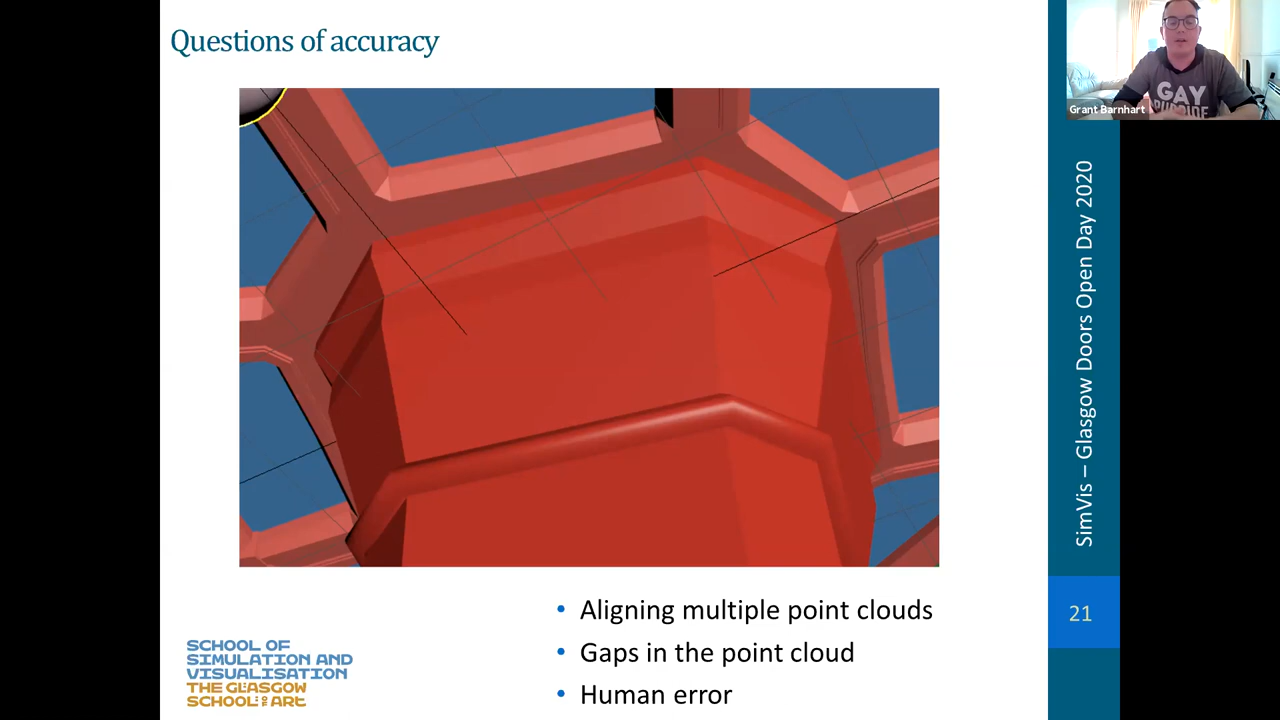 Questions of accuracy
Grant Barnhart
GAY
SimVis – Glasgow Doors Open Day 2020
Aligning multiple point clouds
Gaps in the point cloud
Human error
21
SCHOOL OF
SIMULATION AND
VISUALISATION
THE GLASGOW
SCHOOL OF ART